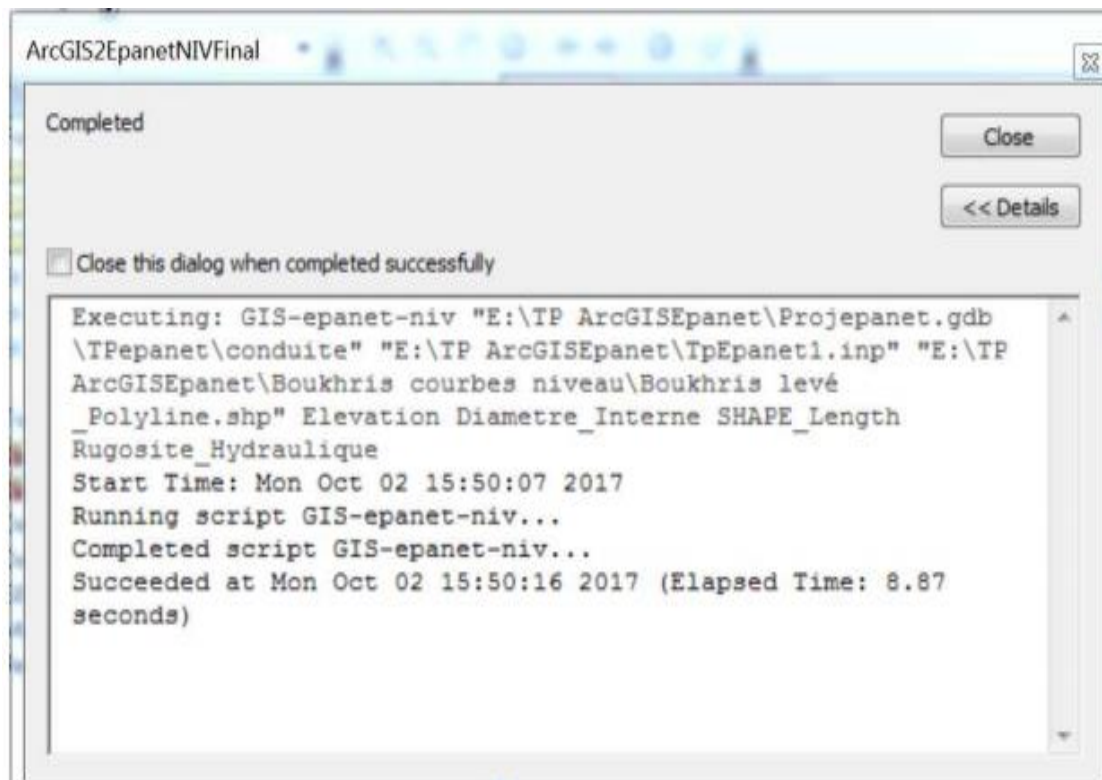 ArcGIS2EpanetNIVFinal
Completed
Close
<< Details
Close this dialog when completed successfully
Executing: GIS-epanet-niv "E:\TP ArcGISEpanet\Projepanet.gdb
\TPepanet\conduite" "E:\TP ArcGISEpanet\TpEpanet1.inp" "E:\TP
ArcGISEpanet\Boukhris courbes niveau\Boukhris levé
_Polyline.shp" Elevation Diametre_Interne SHAPE_Length
Rugosite_Hydraulique
Start Time: Mon Oct 02 15:50:07 2017
Running script GIS-epanet-niv...
Completed script GIS-epanet-niv...
Succeeded at Mon Oct 02 15:50:16 2017 (Elapsed Time: 8.87
seconds)